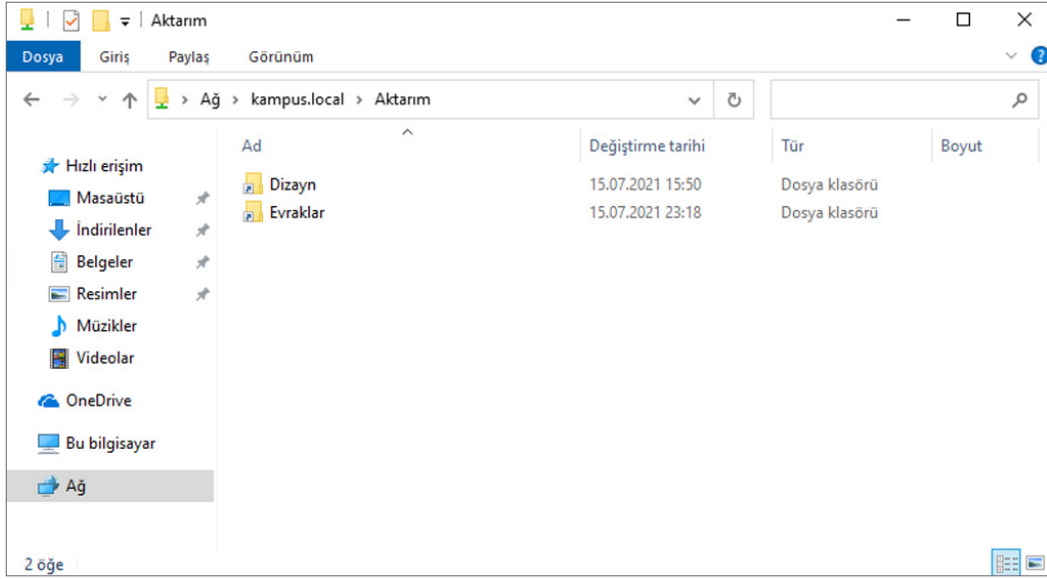 Aktarım
Dosya Giriş Paylaş Görünüm
Ağ > kampus.local > Aktarım
Ad Değiştirme tarihi Tür Boyut
Hızlı erişim
Masaüstü
İndirilenler
Belgeler
Resimler
Müzikler
Videolar
OneDrive
Bu bilgisayar
Ağ
Dizayn 15.07.2021 15:50 Dosya klasörü
Evraklar 15.07.2021 23:18 Dosya klasörü
2 öğe